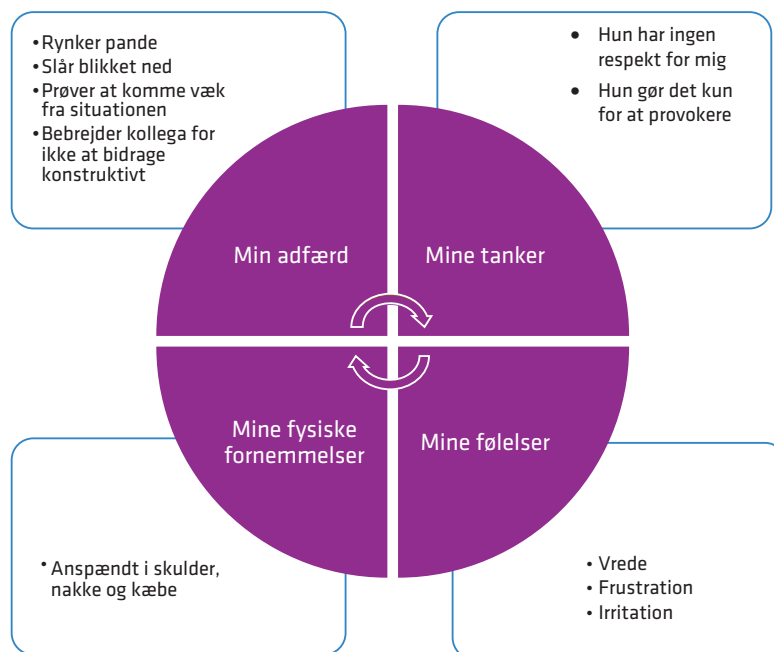 • Rynker pande
• Slår blikket ned
• Prøver at komme væk
fra situationen
• Bebrejder kollega for
ikke at bidrage
konstruktivt
• Hun har ingen
respekt for mig
• Hun gør det kun
for at provokere
Min adfærd
Mine tanker
Mine fysiske
fornemmelser
Mine følelser
• Anspændt i skulder,
nakke og kæbe
• Vrede
• Frustration
• Irritation